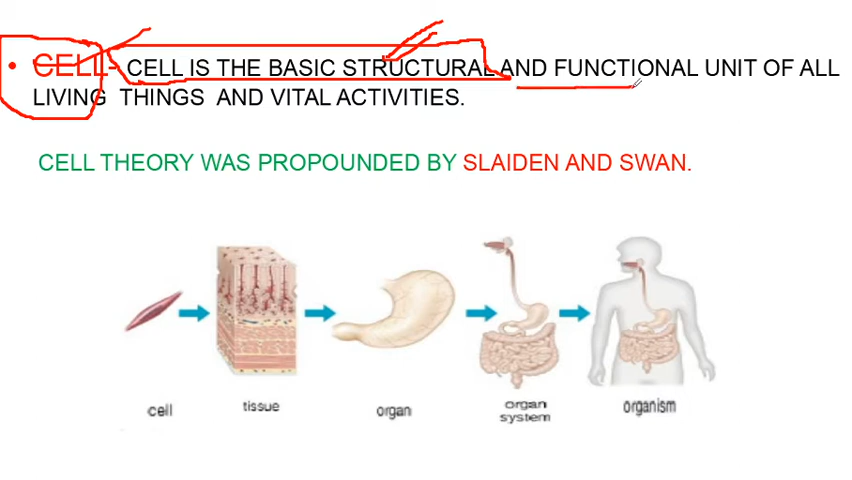 • CELL- CELL IS THE BASIC STRUCTURAL AND FUNCTIONAL UNIT OF ALL
LIVING THINGS AND VITAL ACTIVITIES.
CELL THEORY WAS PROPOUNDED BY SLAIDEN AND SWAN.
cell
tissue
organ
organ
system
organism